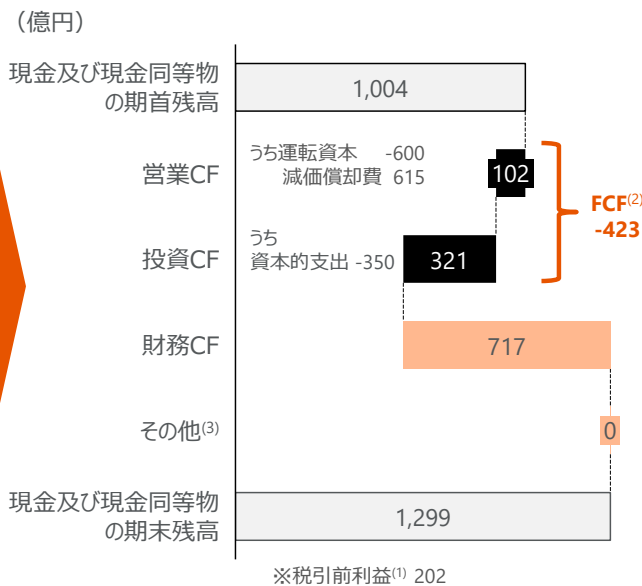 （億円）
現金及び現金同等物
の期首残高
1,004
営業CF
うち運転資本 -600
減価償却費 615
102
FCF(2)
-423
投資CF
うち
資本的支出 -350
321
財務CF
717
その他(3)
0
現金及び現金同等物
の期末残高
1,299
※税引前利益(1) 202